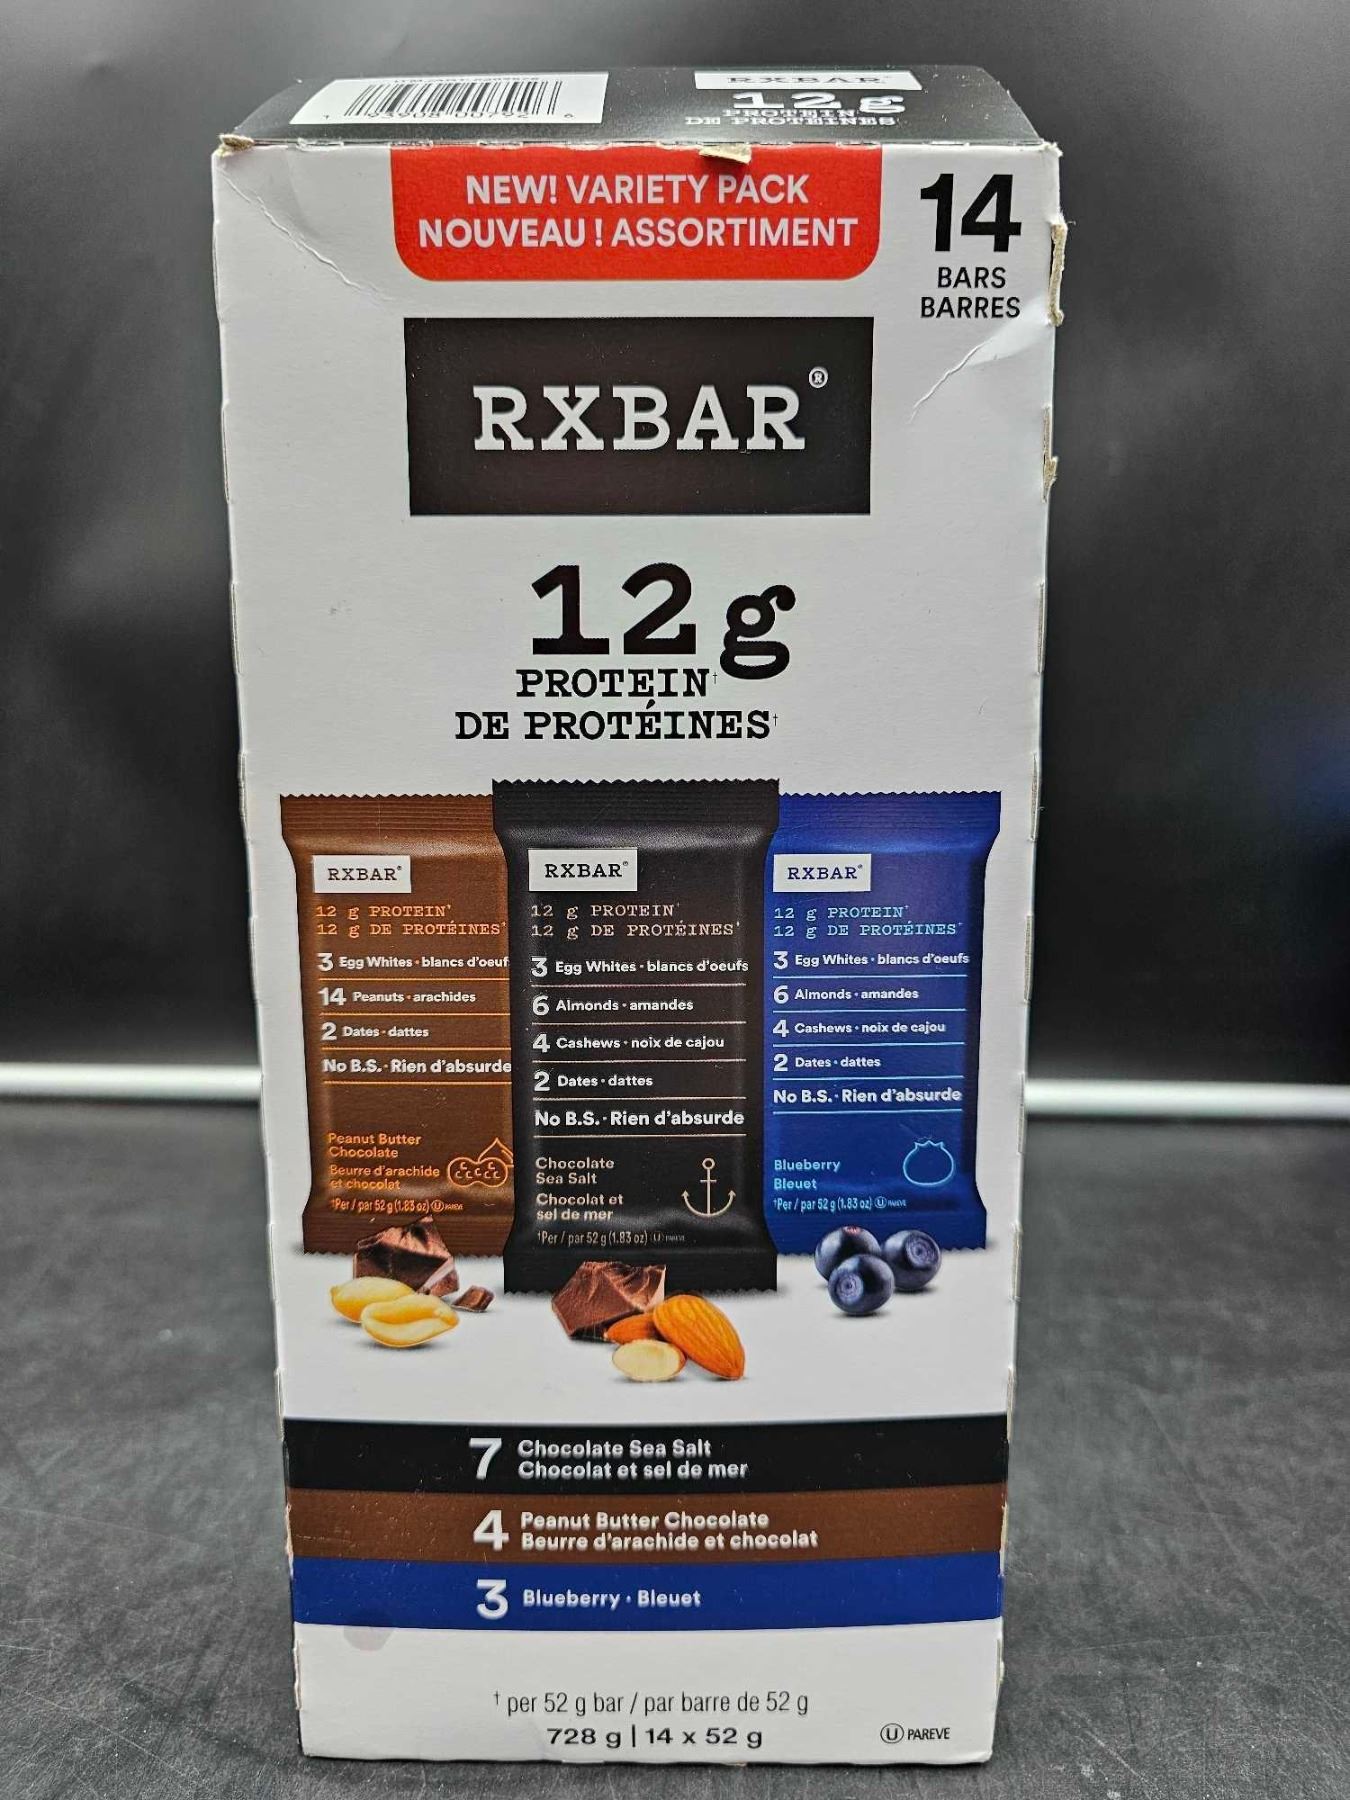 RXBAR
12g
PROTEIN
DE PROTÉINES
NEW! VARIETY PACK
NOUVEAU ! ASSORTIMENT
14
BARS
BARRES
RXBAR®
12g
PROTEIN†
DE PROTÉINES†
RXBAR®
12 g PROTEIN†
12 g DE PROTÉINES†
3 Egg Whites · blancs d'oeuf
14 Peanuts · arachides
2 Dates · dattes
No B.S. · Rien d'absurde
Peanut Butter
Chocolate
Beurre d'arachide
et chocolat
†Per / par 52 g (1.83 oz) U PAREVE
RXBAR®
12 g PROTEIN†
12 g DE PROTÉINES†
3 Egg Whites · blancs d'oeufs
6 Almonds · amandes
4 Cashews · noix de cajou
2 Dates · dattes
No B.S. · Rien d'absurde
Chocolate
Sea Salt
Chocolat et
sel de mer
†Per / par 52 g (1.83 oz) U PAREVE
RXBAR®
12 g PROTEIN†
12 g DE PROTÉINES†
3 Egg Whites · blancs d'oeufs
6 Almonds · amandes
4 Cashews · noix de cajou
2 Dates · dattes
No B.S. · Rien d'absurde
Blueberry
Bleuet
†Per / par 52 g (1.83 oz) U PAREVE
7 Chocolate Sea Salt
Chocolat et sel de mer
4 Peanut Butter Chocolate
Beurre d'arachide et chocolat
3 Blueberry · Bleuet
† per 52 g bar / par barre de 52 g
728 g | 14 x 52 g
U PAREVE